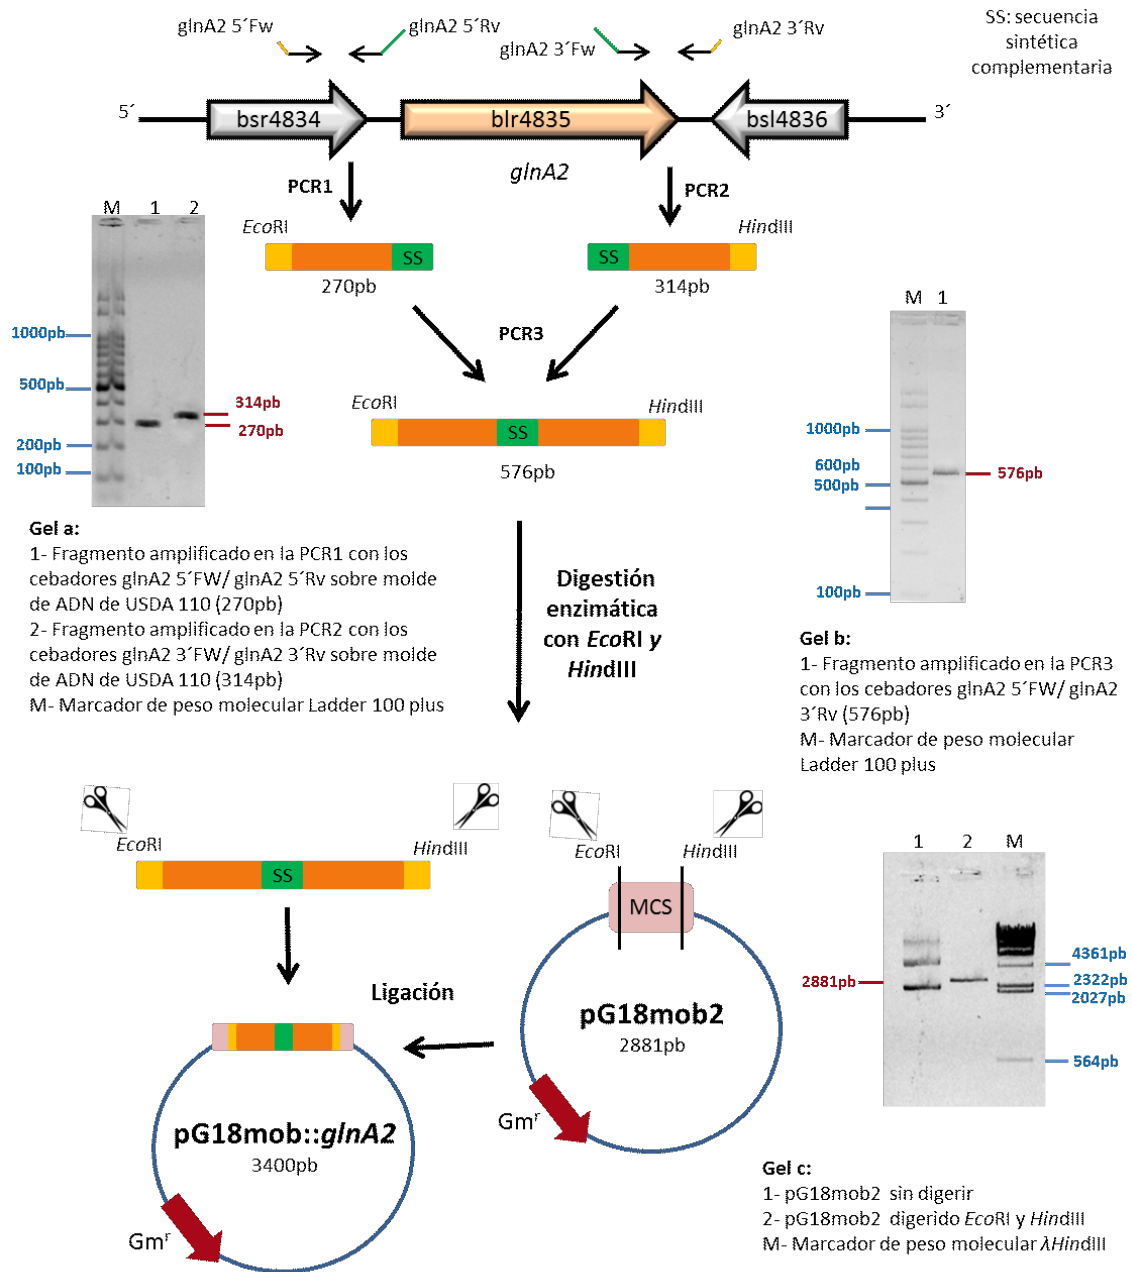 glnA2 5´Fw
glnA2 5´Rv
glnA2 3´Fw
glnA2 3´Rv
SS: secuencia
sintética
complementaria
5´
bsr4834
blr4835
bsl4836
3´
glnA2
PCR1
PCR2
EcoRI
SS
270pb
HindIII
SS
314pb
M 1 2
1000pb
500pb
200pb
100pb
314pb
270pb
PCR3
EcoRI
HindIII
SS
576pb
M 1
1000pb
600pb
500pb
100pb
576pb
Gel a:
1- Fragmento amplificado en la PCR1 con los
cebadores glnA2 5´FW/ glnA2 5´Rv sobre molde
de ADN de USDA 110 (270pb)
2- Fragmento amplificado en la PCR2 con los
cebadores glnA2 3´FW/ glnA2 3´Rv sobre molde
de ADN de USDA 110 (314pb)
M- Marcador de peso molecular Ladder 100 plus
Digestión
enzimática
con EcoRI y
HindIII
Gel b:
1- Fragmento amplificado en la PCR3
con los cebadores glnA2 5´FW/ glnA2
3´Rv (576pb)
M- Marcador de peso molecular
Ladder 100 plus
EcoRI
HindIII
SS
EcoRI
HindIII
MCS
pG18mob2
2881pb
Gmʳ
Ligación
pG18mob::glnA2
3400pb
Gmʳ
1 2 M
2881pb
4361pb
2322pb
2027pb
564pb
Gel c:
1- pG18mob2 sin digerir
2- pG18mob2 digerido EcoRI y HindIII
M- Marcador de peso molecular λHindIII